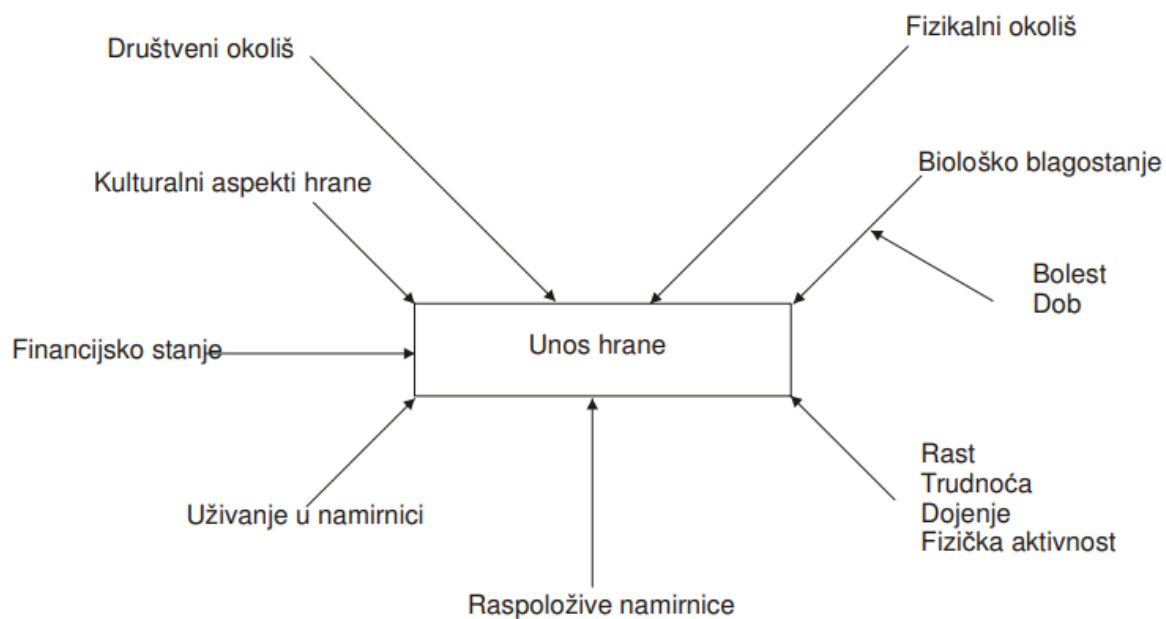 Fizikalni okoliš
Društveni okoliš
Biološko blagostanje
Kulturalni aspekti hrane
Bolest
Dob
Unos hrane
Financijsko stanje
Rast
Trudnoća
Dojenje
Fizička aktivnost
Uživanje u namirnici
Raspoložive namirnice